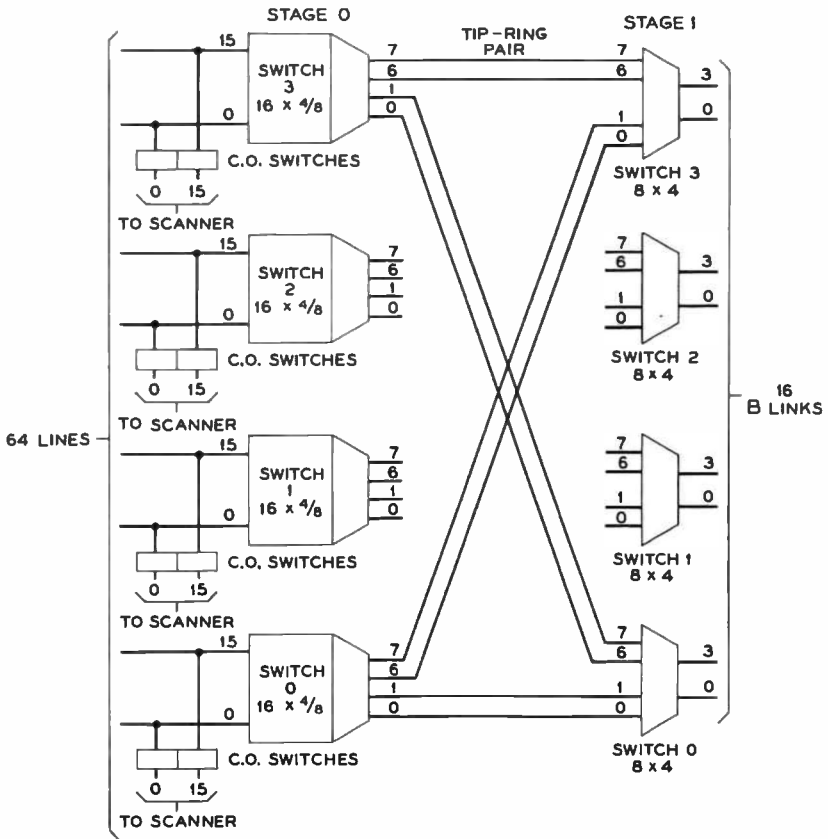 STAGE 0
STAGE 1
TIP-RING
PAIR
15
SWITCH
3
16 x 4/8
0
7
6
1
0
7
6
1
0
3
0
SWITCH 3
8 x 4
C.O. SWITCHES
0 15
TO SCANNER
15
SWITCH
2
16 x 4/8
0
7
6
1
0
7
6
1
0
3
0
SWITCH 2
8 x 4
C.O. SWITCHES
0 15
TO SCANNER
64 LINES
16
B LINKS
15
SWITCH
1
16 x 4/8
0
7
6
1
0
7
6
1
0
3
0
SWITCH 1
8 x 4
C.O. SWITCHES
0 15
TO SCANNER
15
SWITCH
0
16 x 4/8
0
7
6
1
0
7
6
1
0
3
0
SWITCH 0
8 x 4
C.O. SWITCHES
0 15
TO SCANNER